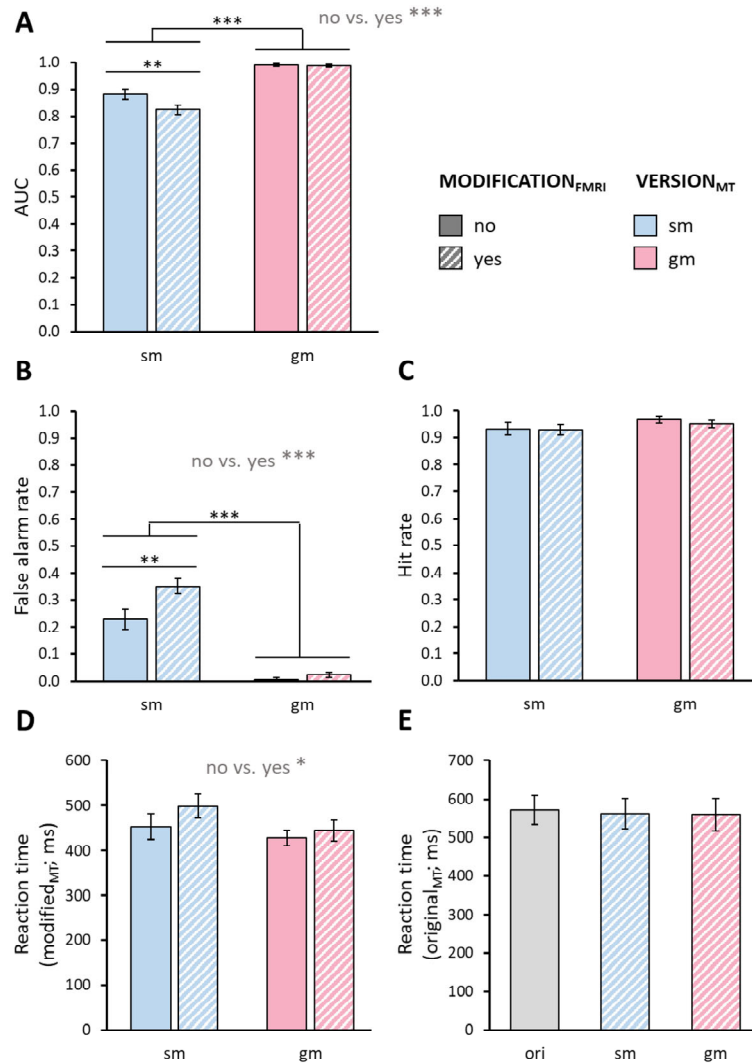 A
*** no vs. yes ***
**
1.0
0.9
0.8
0.7
0.6
0.5
0.4
0.3
0.2
0.1
0.0
AUC
sm gm
MODIFICATIONFMRI VERSIONMT
no sm
yes gm
B
1.0
0.9
0.8
0.7
0.6
0.5
0.4
0.3
0.2
0.1
0.0
False alarm rate
no vs. yes ***
***
**
sm gm
C
1.0
0.9
0.8
0.7
0.6
0.5
0.4
0.3
0.2
0.1
0.0
Hit rate
sm gm
D
600
500
400
300
200
100
0
Reaction time
(modifiedMT; ms)
no vs. yes *
sm gm
E
700
600
500
400
300
200
100
0
Reaction time
(originalMT; ms)
ori sm gm